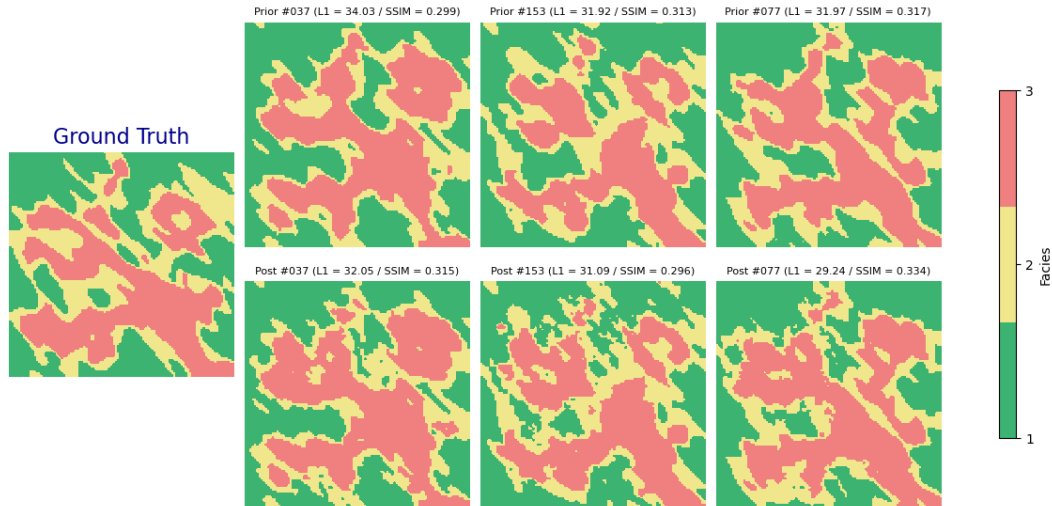 Prior #037 (L1 = 34.03 / SSIM = 0.299)
Prior #153 (L1 = 31.92 / SSIM = 0.313)
Prior #077 (L1 = 31.97 / SSIM = 0.317)
Ground Truth
Post #037 (L1 = 32.05 / SSIM = 0.315)
Post #153 (L1 = 31.09 / SSIM = 0.296)
Post #077 (L1 = 29.24 / SSIM = 0.334)
3
2
1
Facies